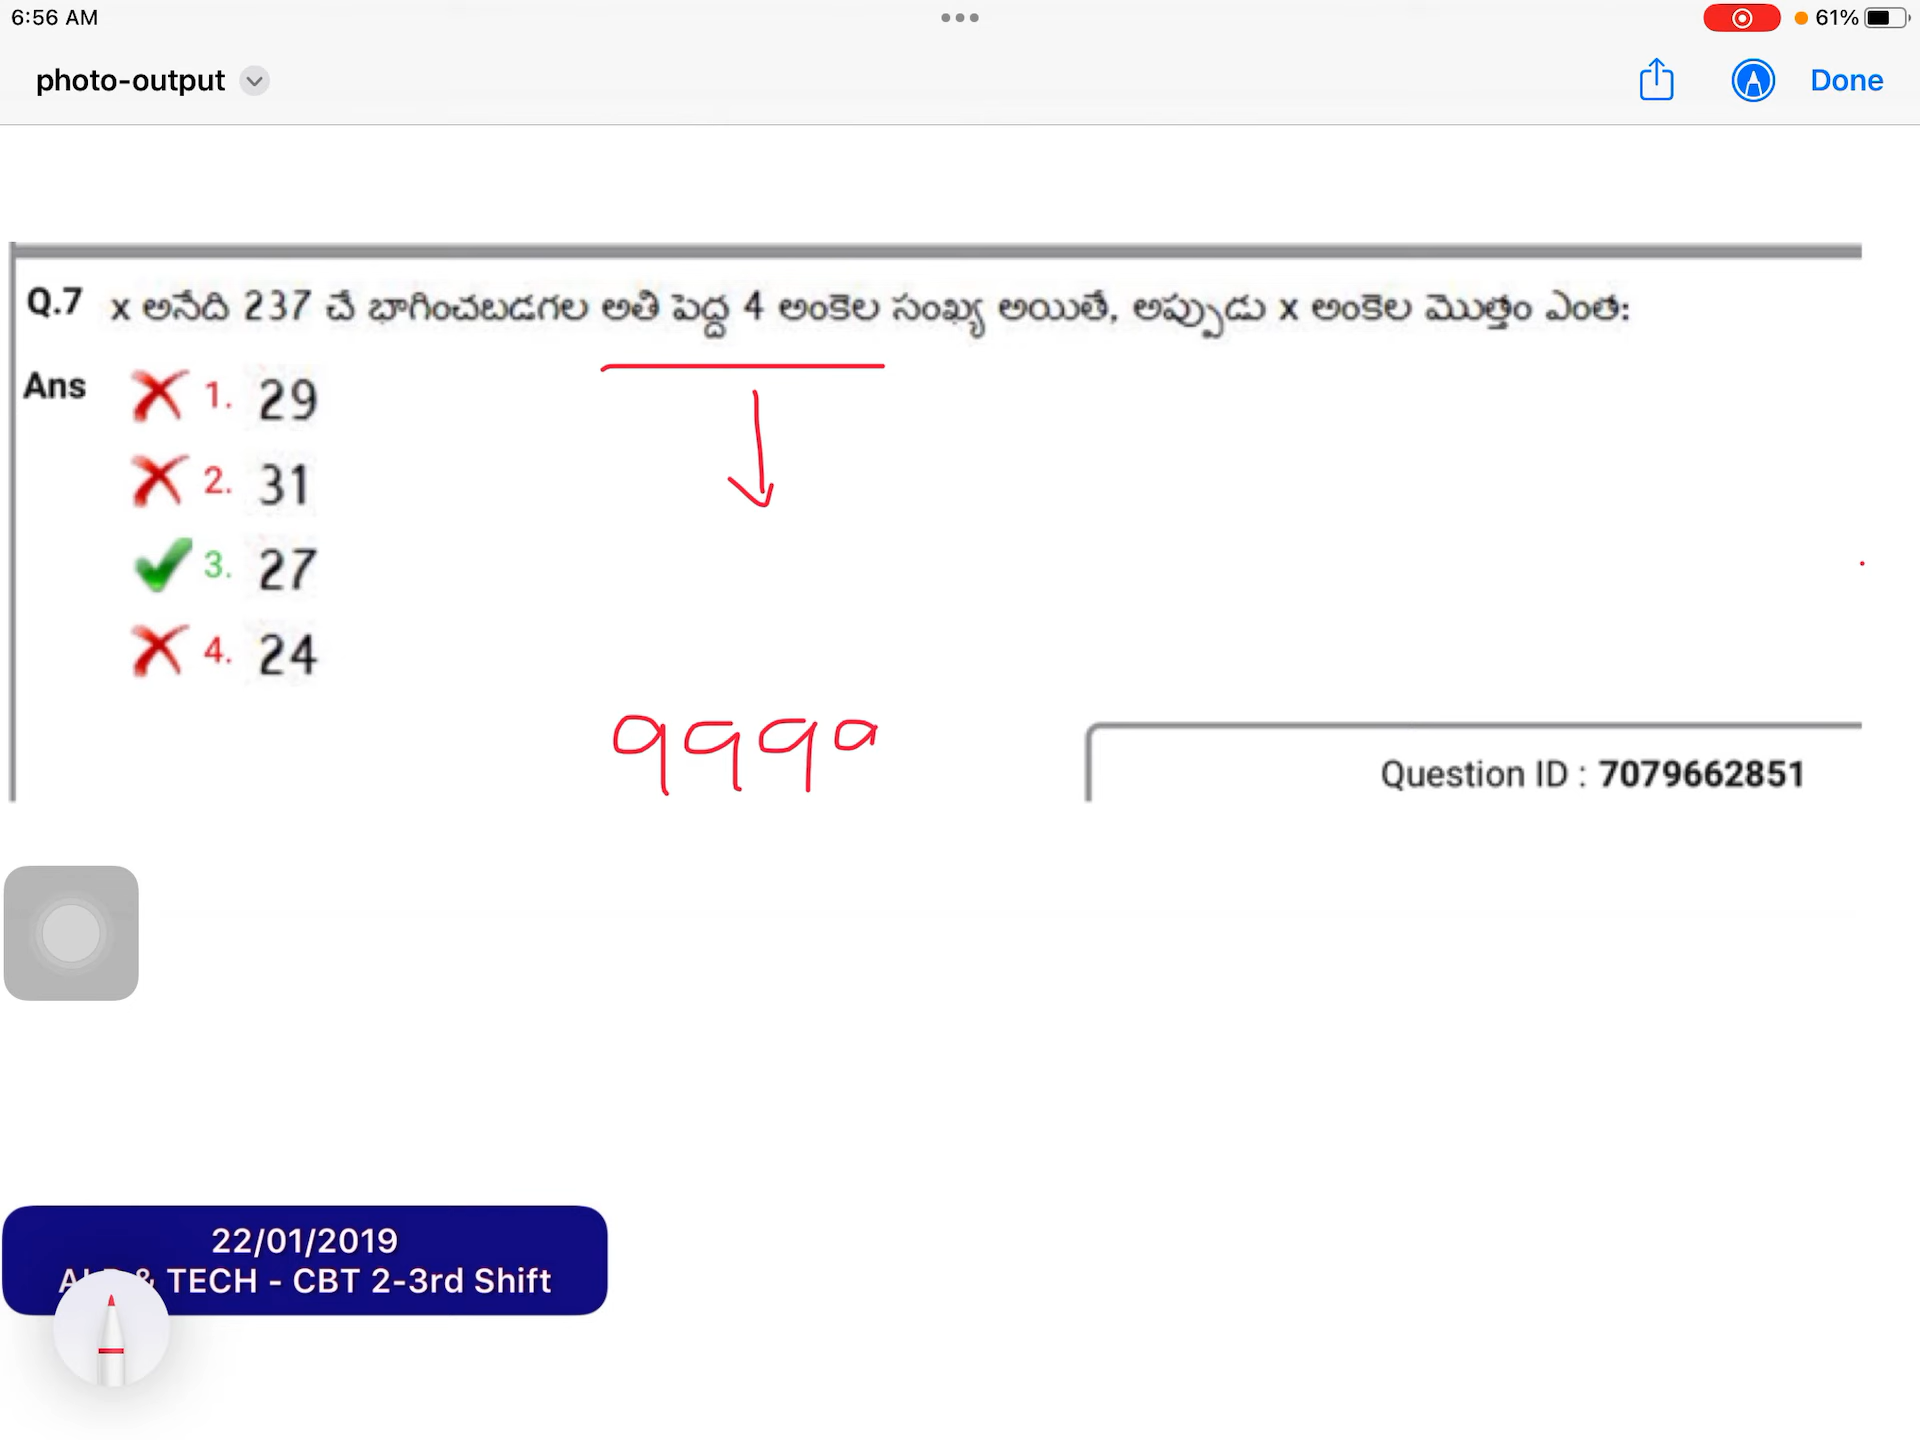 6:56 AM
61%
photo-output
Done
Q.7 x అనేది 237 చే భాగించబడగల అతి పెద్ద 4 అంకెల సంఖ్య అయితే, అప్పుడు x అంకెల మొత్తం ఎంత:
Ans
1. 29
2. 31
3. 27
4. 24
9999
Question ID : 7079662851
22/01/2019
& TECH - CBT 2-3rd Shift